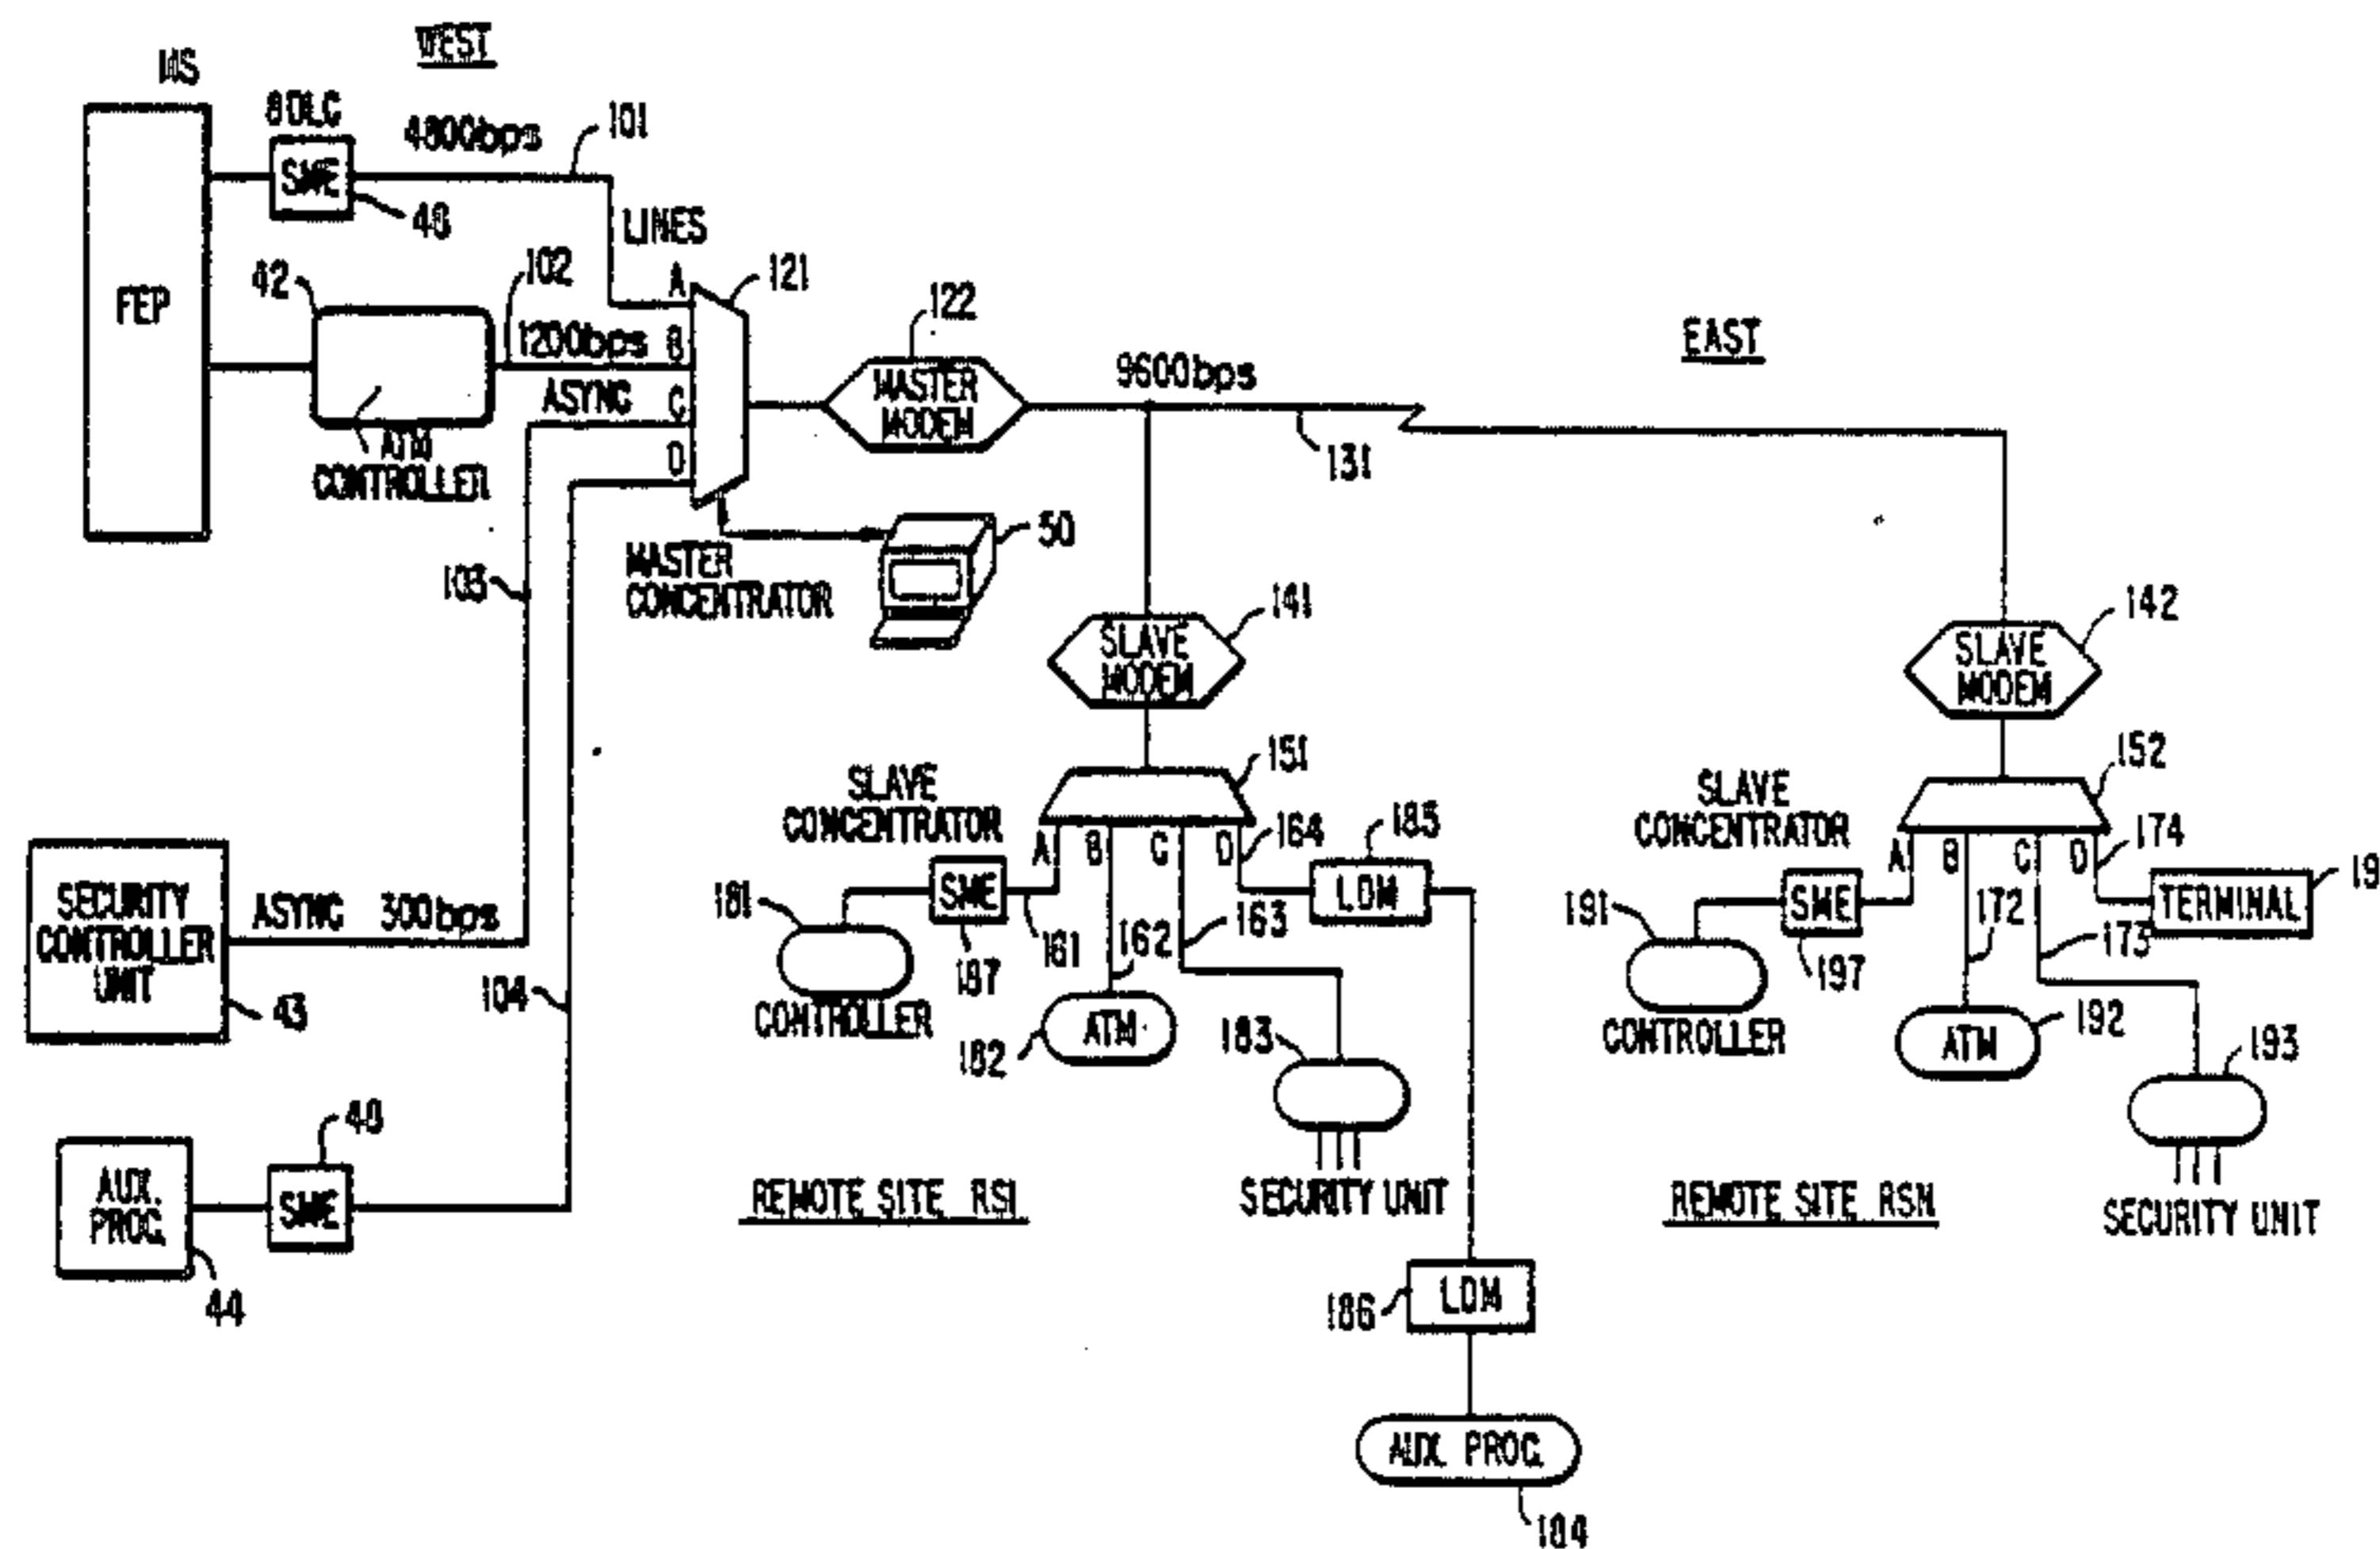 WEST
MS
SDLC
4800bps
101
SME
48
LINES
FEP
42
102
A
121
122
1200bps
B
EAST
MASTER
MODEM
9600bps
ASYNC
C
ATM
CONTROLLER
D
131
50
103
MASTER
CONCENTRATOR
141
142
SLAVE
MODEM
SLAVE
MODEM
151
152
SLAVE
CONCENTRATOR
SLAVE
CONCENTRATOR
164
185
174
A B C D
A B C D
SECURITY
CONTROLLER
UNIT
ASYNC 300bps
181
SME
LDM
191
SME
172
TERMINAL
19
162
163
173
187
161
197
104
43
CONTROLLER
ATM
182
183
CONTROLLER
ATM
192
193
48
AUX.
PROC.
SME
REMOTE SITE RS1
SECURITY UNIT
REMOTE SITE RSN
SECURITY UNIT
44
186
LDM
AUX. PROC.
184